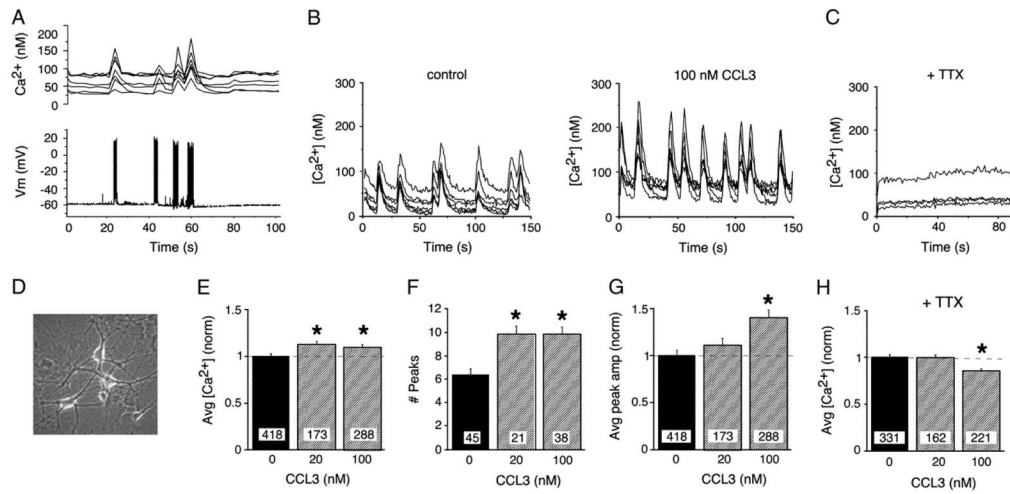 A
Ca2+ (nM)
200
150
100
50
0
Vm (mV)
20
0
-20
-40
-60
0 20 40 60 80 100
Time (s)
B
control
[Ca2+] (nM)
300
200
100
0
0 50 100 150
Time (s)
100 nM CCL3
[Ca2+] (nM)
300
200
100
0
0 50 100 150
Time (s)
C
+ TTX
[Ca2+] (nM)
300
200
100
0
0 40 80
Time (s)
D
E
Avg [Ca2+] (norm)
1.5
1
0.5
0
* *
418 173 288
0 20 100
CCL3 (nM)
F
# Peaks
12
10
8
6
4
2
0
* *
45 21 38
0 20 100
CCL3 (nM)
G
Avg peak amp (norm)
1.5
1
0.5
0
*
418 173 288
0 20 100
CCL3 (nM)
H
+ TTX
Avg [Ca2+] (norm)
1.5
1
0.5
0
*
331 162 221
0 20 100
CCL3 (nM)